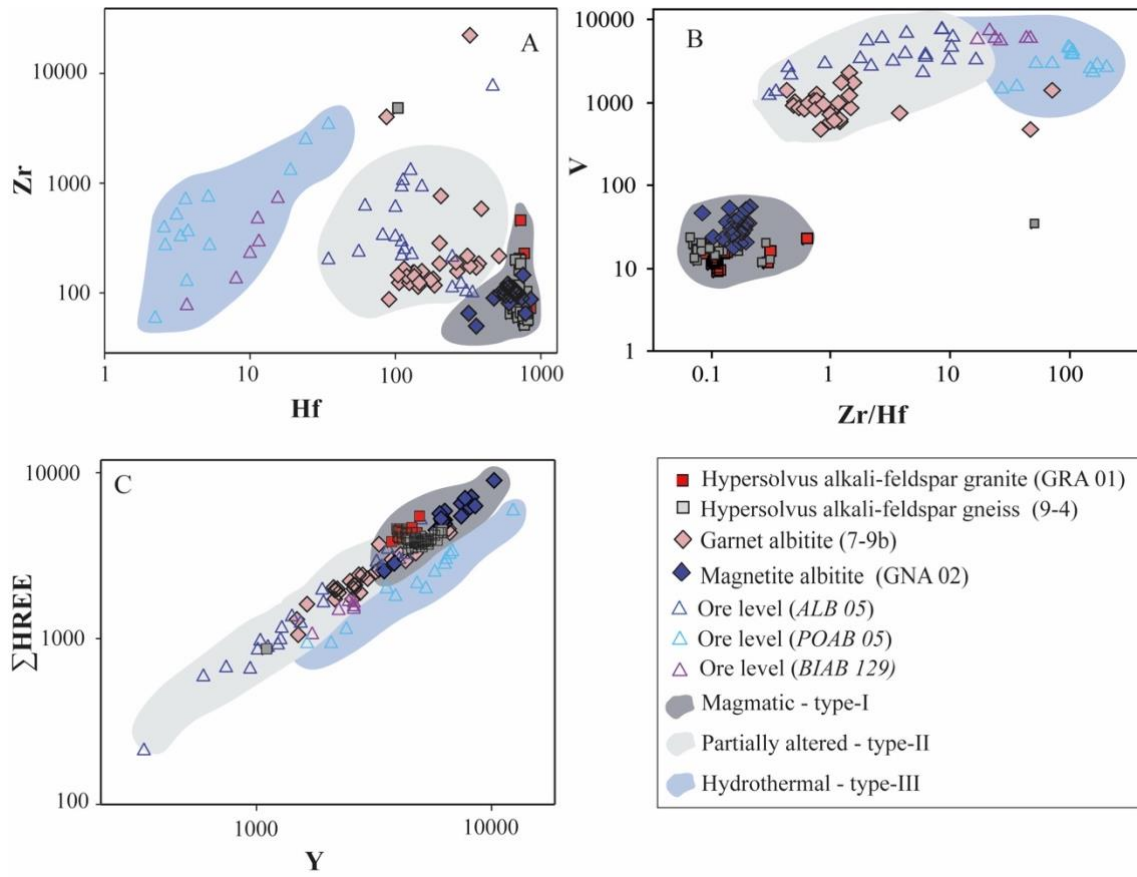 A
10000
1000
100
Zr
1
10
100
1000
Hf
B
10000
1000
100
10
1
V
0.1
1
10
100
Zr/Hf
C
10000
1000
100
∑HREE
1000
10000
Y
Hypersolvus alkali-feldspar granite (GRA 01)
Hypersolvus alkali-feldspar gneiss (9-4)
Garnet albitite (7-9b)
Magnetite albitite (GNA 02)
Ore level (ALB 05)
Ore level (POAB 05)
Ore level (BIAB 129)
Magmatic - type-I
Partially altered - type-II
Hydrothermal - type-III